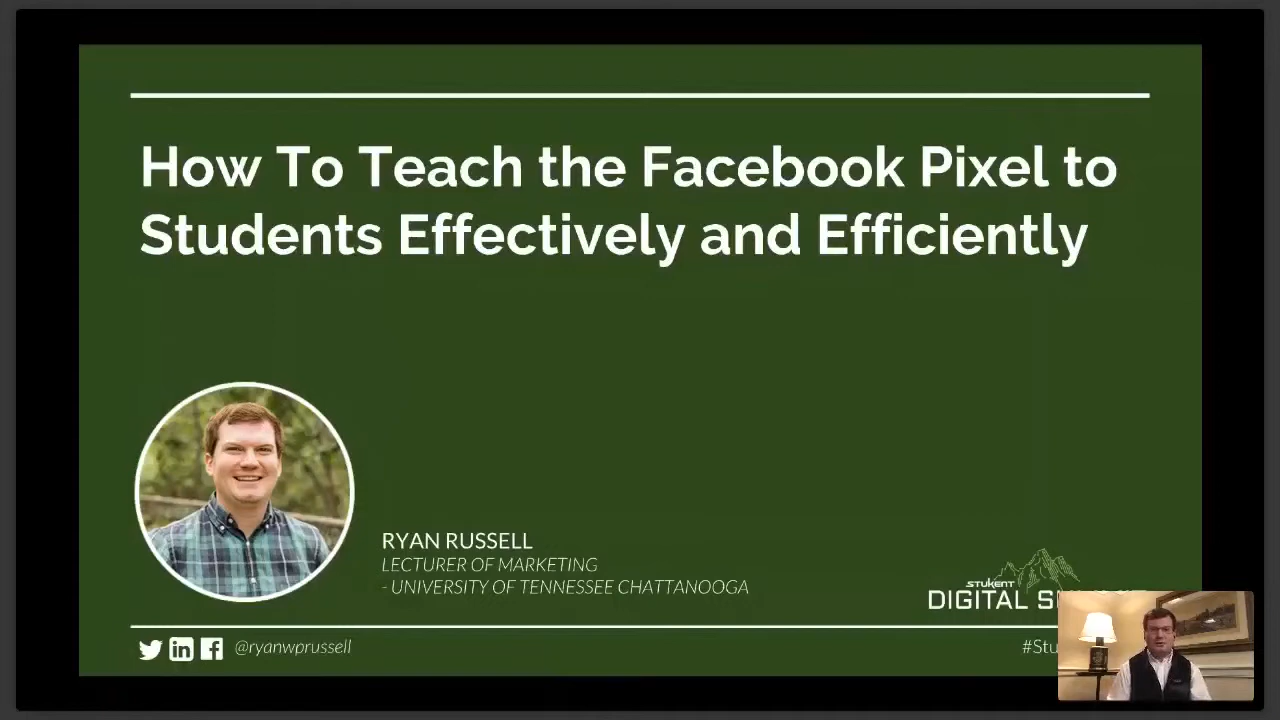 How To Teach the Facebook Pixel to
Students Effectively and Efficiently
RYAN RUSSELL
LECTURER OF MARKETING
- UNIVERSITY OF TENNESSEE CHATTANOOGA
STUKENT
DIGITAL
@ryanwprussell